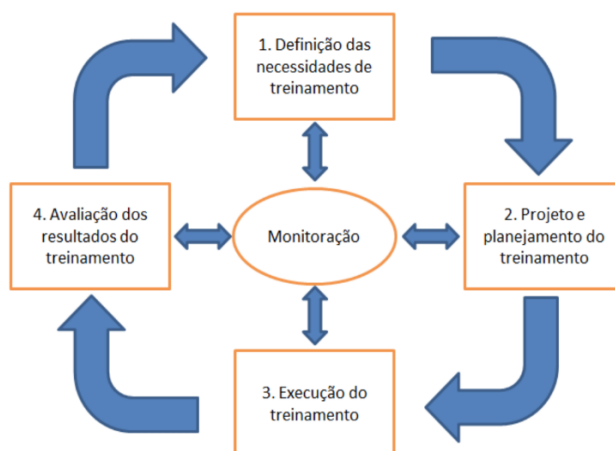 1. Definição das
necessidades de
treinamento
4. Avaliação dos
resultados do
treinamento
Monitoração
2. Projeto e
planejamento do
treinamento
3. Execução do
treinamento